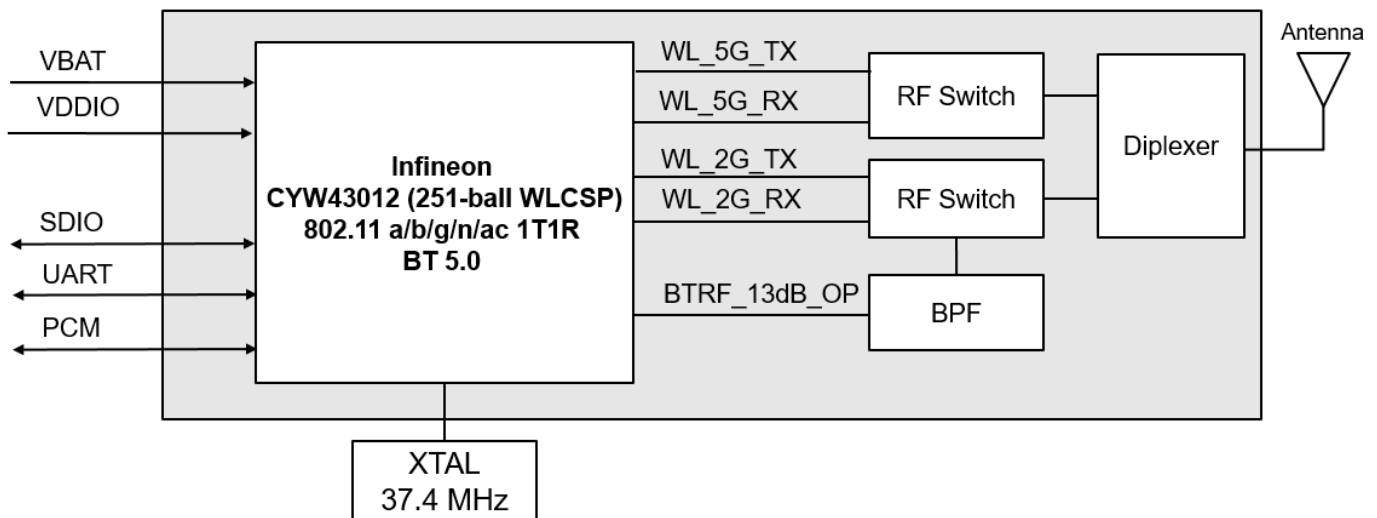 VBAT
VDDIO
SDIO
UART
PCM
Infineon
CYW43012 (251-ball WLCSP)
802.11 a/b/g/n/ac 1T1R
BT 5.0
WL_5G_TX
WL_5G_RX
WL_2G_TX
WL_2G_RX
BTRF_13dB_OP
RF Switch
RF Switch
BPF
Diplexer
Antenna
XTAL
37.4 MHz